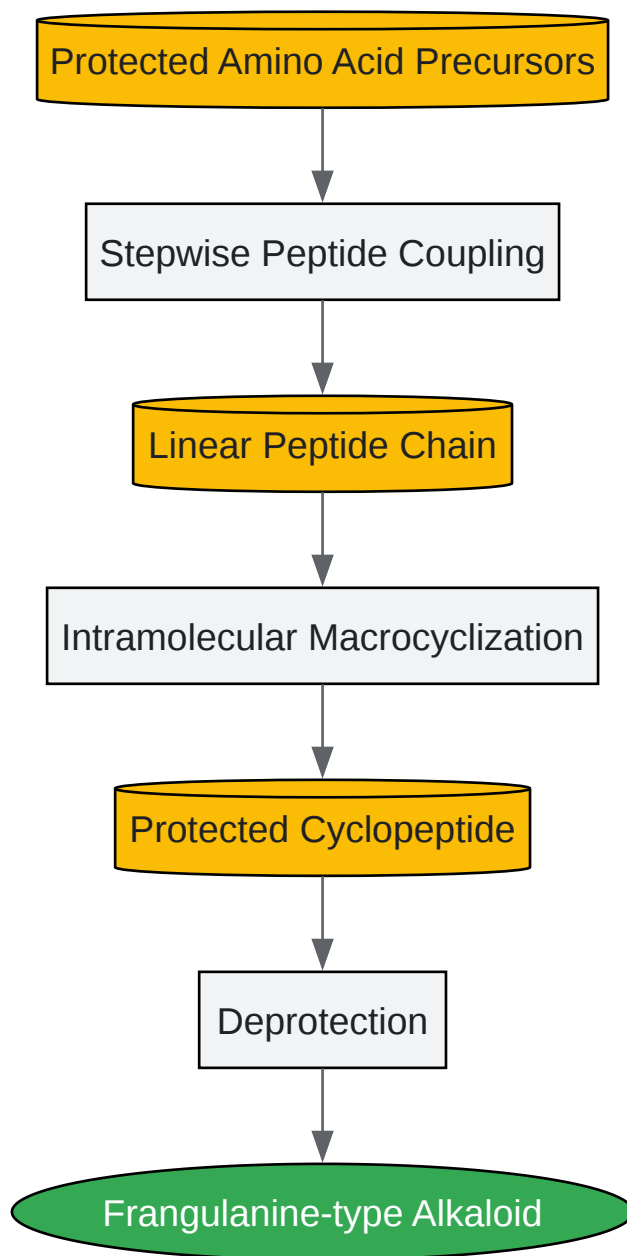 Protected Amino Acid Precursors
Stepwise Peptide Coupling
Linear Peptide Chain
Intramolecular Macrocyclization
Protected Cyclopeptide
Deprotection
Frangulanine-type Alkaloid